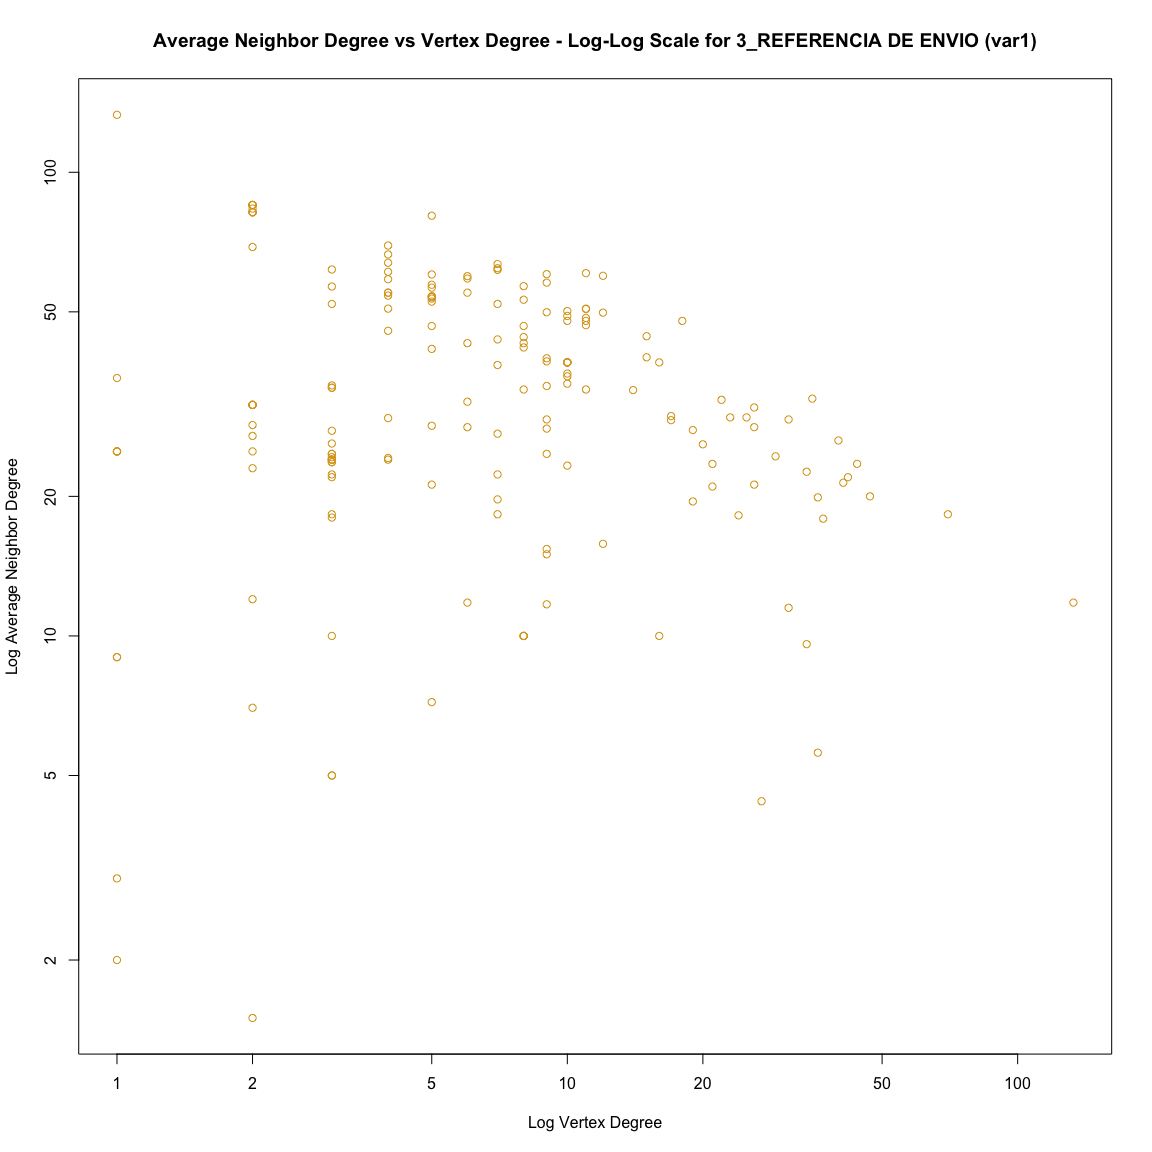 Average Neighbor Degree vs Vertex Degree - Log-Log Scale for 3_REFERENCIA DE ENVIO (var1)
Log Average Neighbor Degree
100
50
20
10
5
2
1 2 5 10 20 50 100
Log Vertex Degree